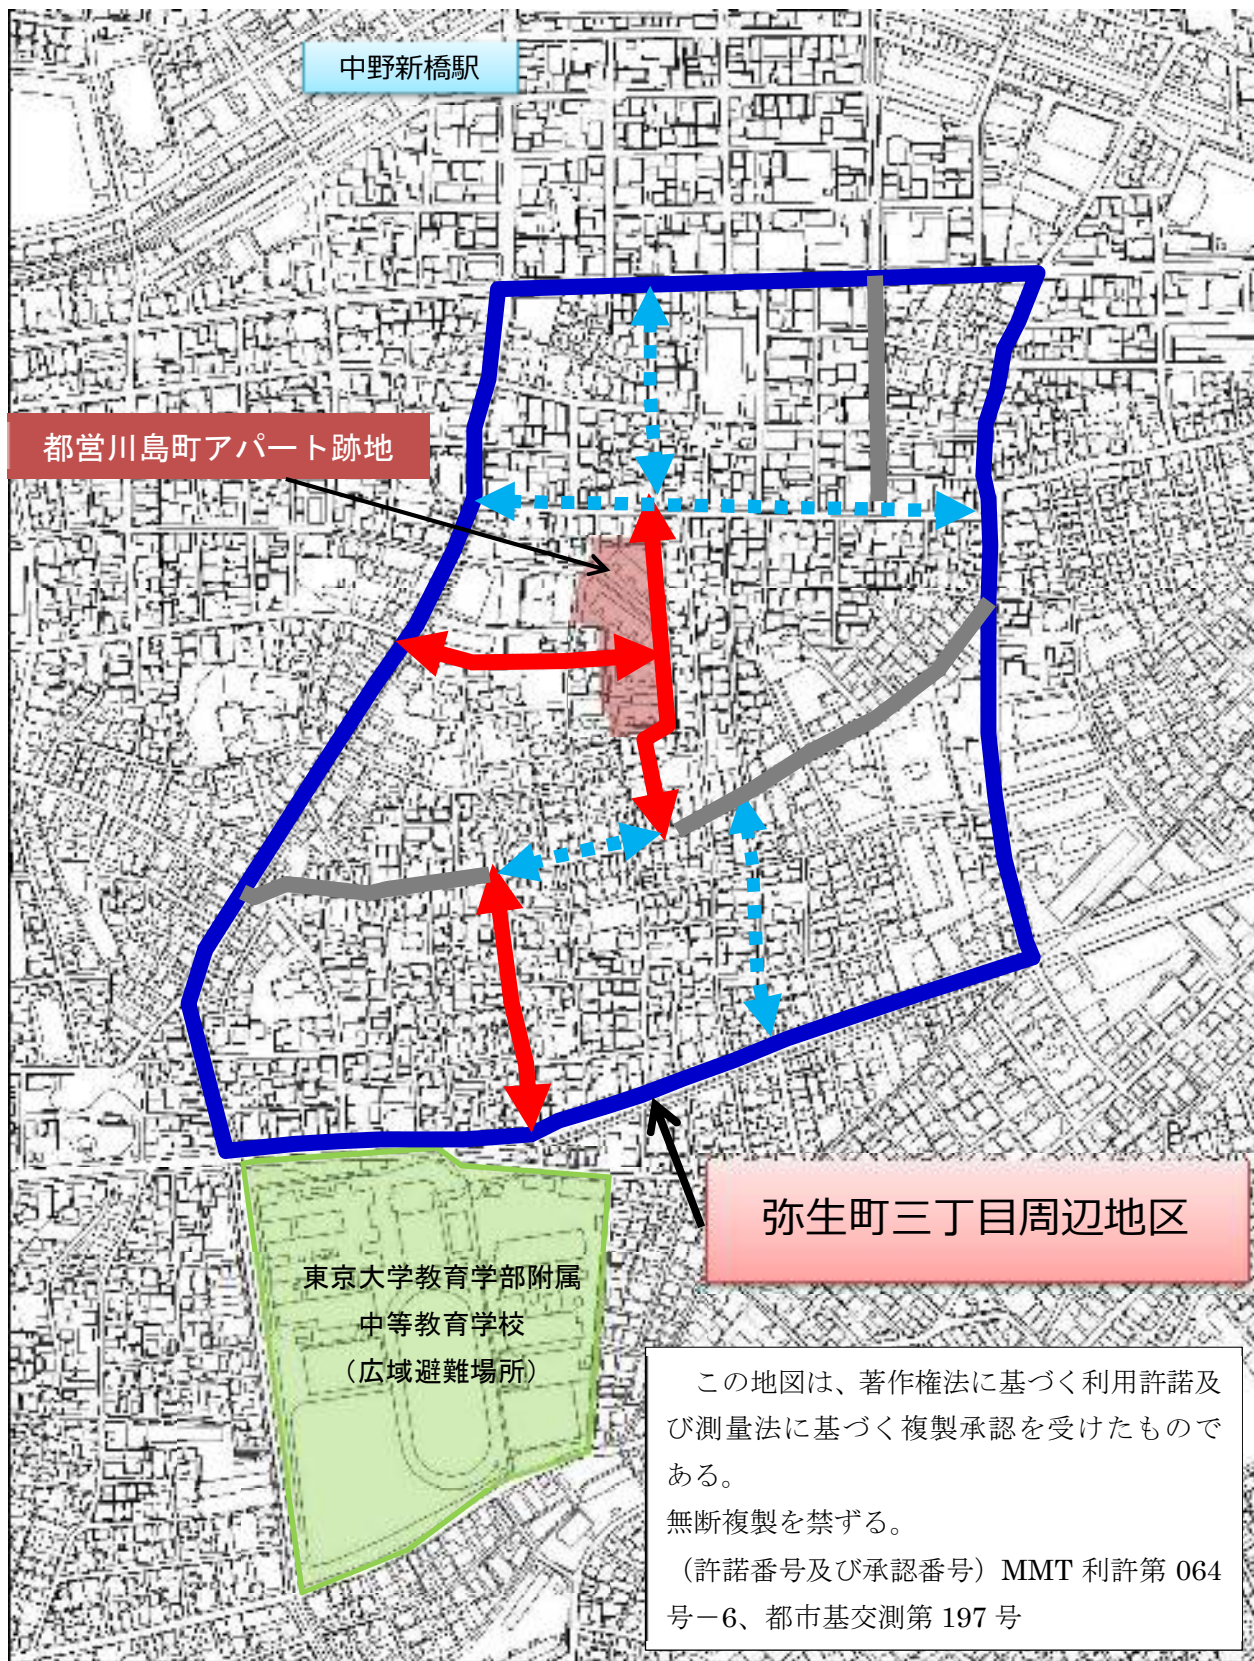 中野新橋駅
都営川島町アパート跡地
弥生町三丁目周辺地区
東京大学教育学部附属
中等教育学校
（広域避難場所）
この地図は、著作権法に基づく利用許諾及
び測量法に基づく複製承認を受けたもので
ある。
無断複製を禁ずる。
（許諾番号及び承認番号）MMT 利許第 064
号－6、都市基交測第 197 号